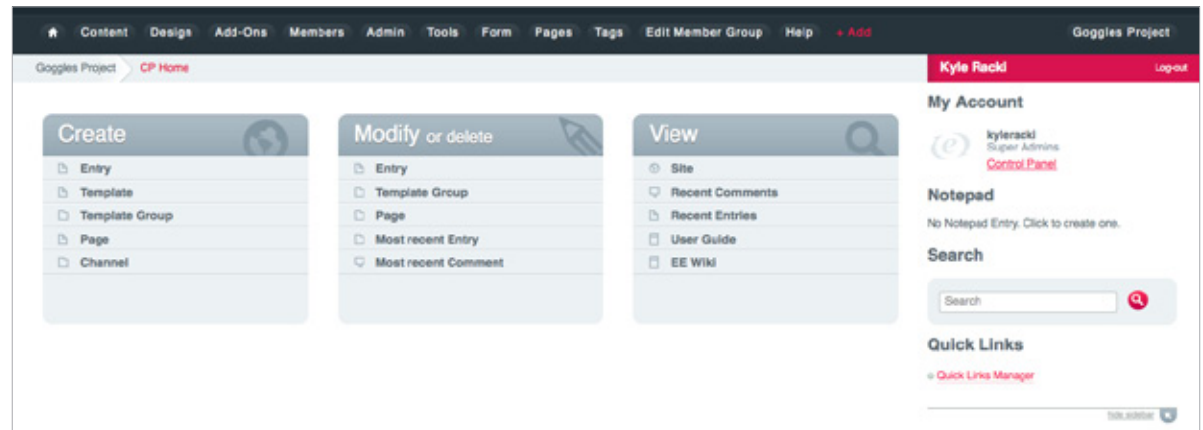 Content Design Add-Ons Members Admin Tools Form Pages Tags Edit Member Group Help + Add Goggles Project
Goggles Project CP Home
Kyle Racki Log-out
Create
Entry
Template
Template Group
Page
Channel
Modify or delete
Entry
Template Group
Page
Most recent Entry
Most recent Comment
View
Site
Recent Comments
Recent Entries
User Guide
EE Wiki
My Account
kyleracki
Super Admins
Control Panel
Notepad
No Notepad Entry. Click to create one.
Search
Search
Quick Links
Quick Links Manager
hide sidebar